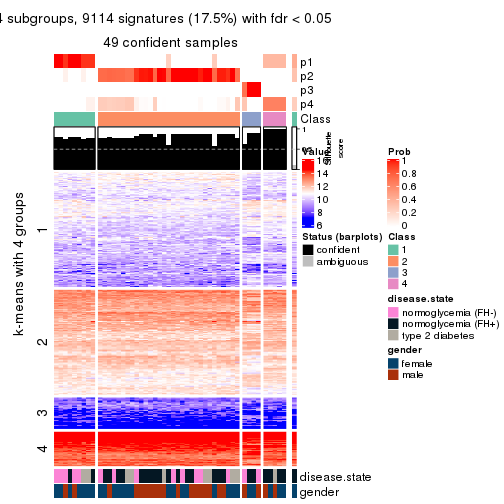 4 subgroups, 9114 signatures (17.5%) with fdr < 0.05
49 confident samples
p1
p2
p3
p4
Class
1
Silhouette
score
k-means with 4 groups
1
2
3
4
disease.state
gender
Value
16
14
12
10
8
6
Prob
1
0.8
0.6
0.4
0.2
0
Status (barplots)
confident
ambiguous
Class
1
2
3
4
disease.state
normoglycemia (FH-)
normoglycemia (FH+)
type 2 diabetes
gender
female
male